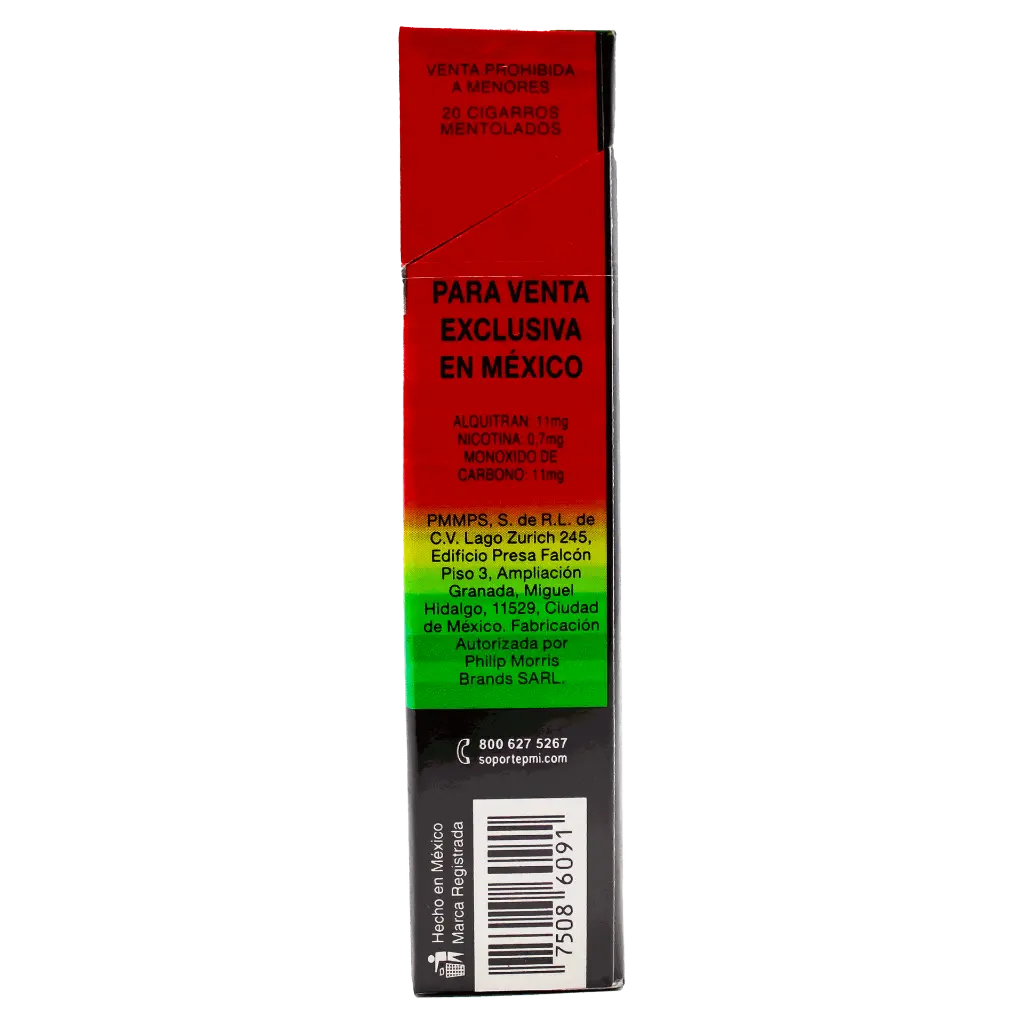 VENTA PROHIBIDA
A MENORES
20 CIGARROS
MENTOLADOS
PARA VENTA
EXCLUSIVA
EN MÉXICO
ALQUITRAN: 11mg
NICOTINA: 0.7mg
MONOXIDO DE
CARBONO: 11mg
PMMPS, S. de R.L. de
C.V. Lago Zurich 245,
Edificio Presa Falcón
Piso 3, Ampliación
Granada, Miguel
Hidalgo, 11529, Ciudad
de México. Fabricación
Autorizada por
Philip Morris
Brands SARL.
800 627 5267
soportepmi.com
Hecho en México
Marca Registrada
7508 6091